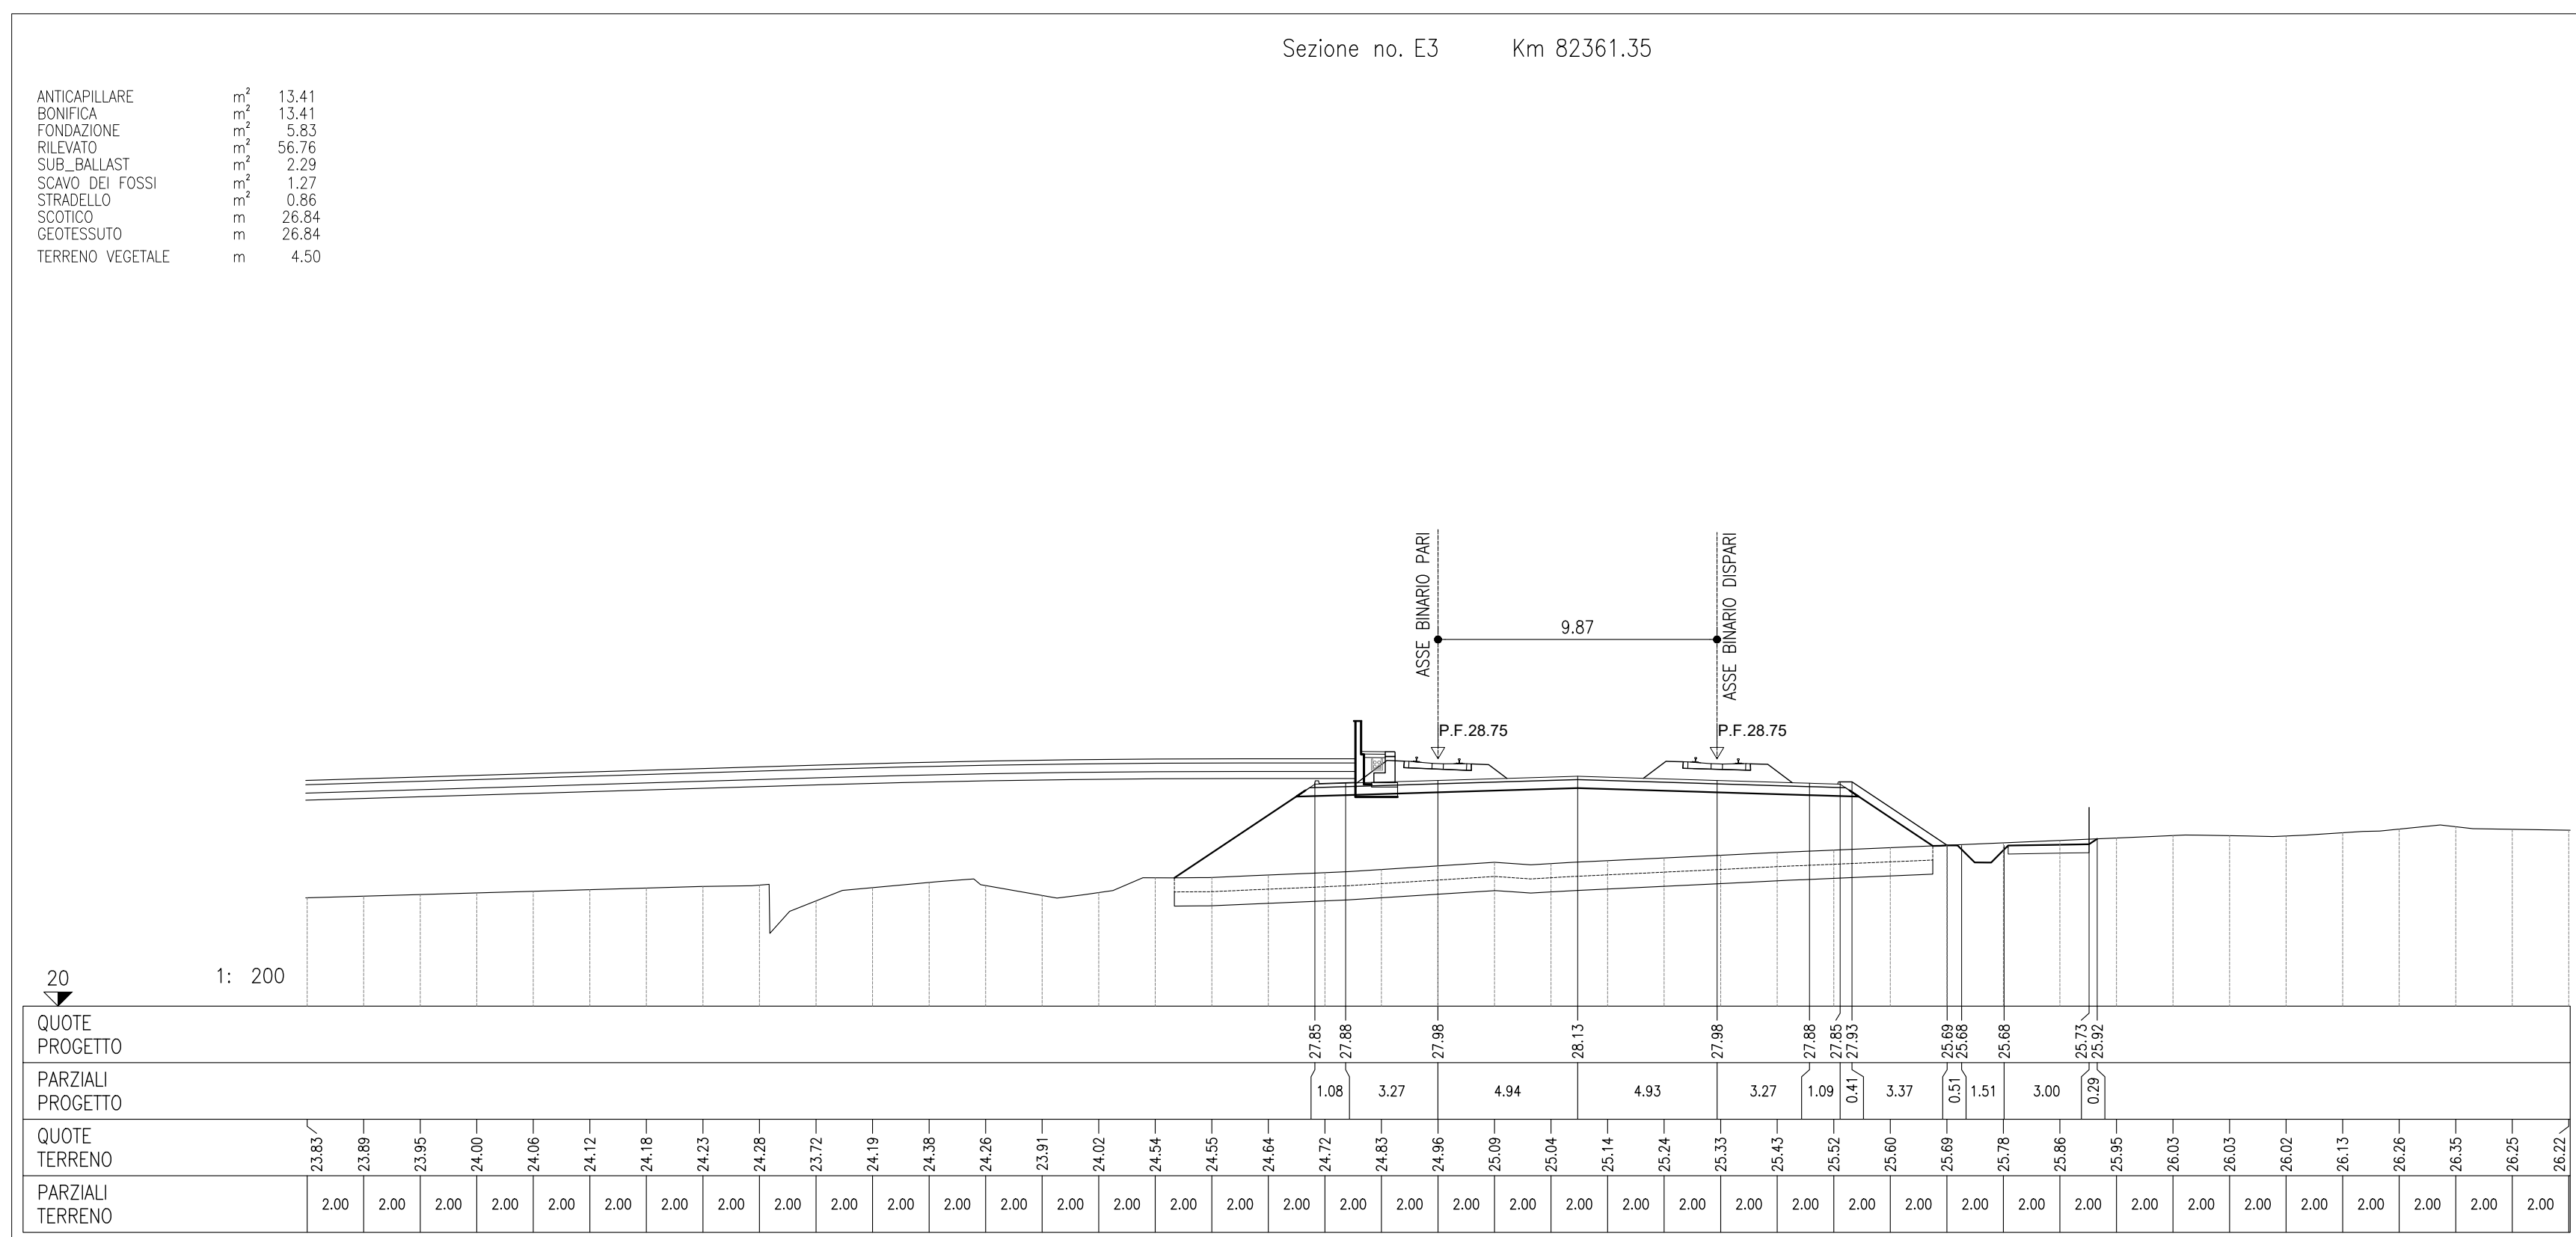 Sezione no. E3 Km 82361.35
ANTICAPILLARE m² 13.41
BONIFICA m² 13.41
FONDAZIONE m² 5.83
RILEVATO m² 56.76
SUB_BALLAST m² 2.29
SCAVO DEI FOSSI m² 1.27
STRADELLO m² 0.86
SCOTICO m 26.84
GEOTESSUTO m 26.84
TERRENO VEGETALE m 4.50
ASSE BINARIO PARI
ASSE BINARIO DISPARI
9.87
P.F.28.75
P.F.28.75
20
1: 200
QUOTE
PROGETTO
27.85 27.88 27.98 28.13 27.98 27.88 27.85 27.93 25.69 25.68 25.68 25.73 25.92
PARZIALI
PROGETTO
1.08 3.27 4.94 4.93 3.27 1.09 0.41 3.37 0.51 1.51 3.00 0.29
QUOTE
TERRENO
23.83 23.89 23.95 24.00 24.06 24.12 24.18 24.23 24.28 23.72 24.19 24.38 24.26 23.91 24.02 24.54 24.55 24.64 24.72 24.83 24.96 25.09 25.04 25.14 25.24 25.33 25.43 25.52 25.60 25.69 25.78 25.86 25.95 26.03 26.03 26.02 26.13 26.26 26.35 26.25 26.22
PARZIALI
TERRENO
2.00 2.00 2.00 2.00 2.00 2.00 2.00 2.00 2.00 2.00 2.00 2.00 2.00 2.00 2.00 2.00 2.00 2.00 2.00 2.00 2.00 2.00 2.00 2.00 2.00 2.00 2.00 2.00 2.00 2.00 2.00 2.00 2.00 2.00 2.00 2.00 2.00 2.00 2.00 2.00